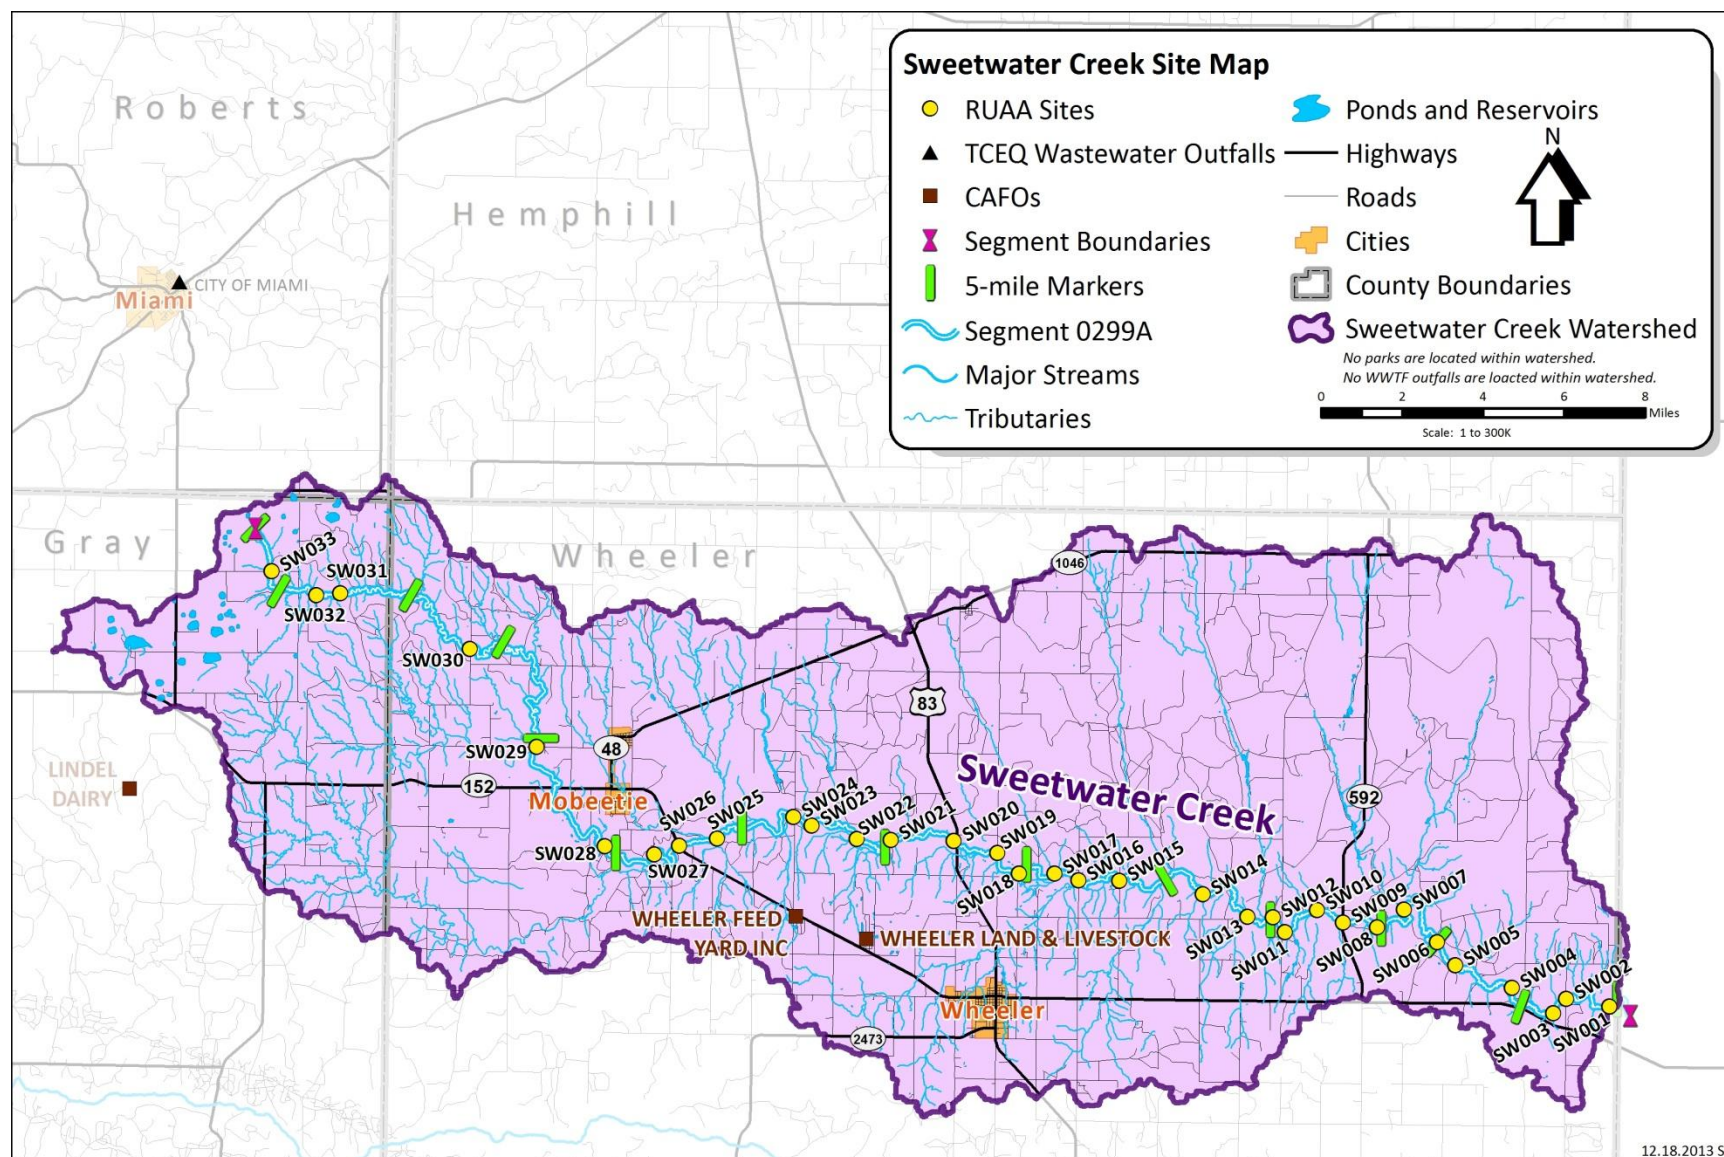 Sweetwater Creek Site Map
RUAA Sites
TCEQ Wastewater Outfalls
CAFOs
Segment Boundaries
5-mile Markers
Segment 0299A
Major Streams
Tributaries
Ponds and Reservoirs
Highways
Roads
Cities
County Boundaries
Sweetwater Creek Watershed
No parks are located within watershed.
No WWTF outfalls are loacted within watershed.
0 2 4 6 8
Miles
Scale: 1 to 300K
N
Roberts
Hemphill
CITY OF MIAMI
Miami
Gray
Wheeler
SW033
SW031
SW032
SW030
SW029
48
152
Mobeetie
LINDEL
DAIRY
1046
83
592
Sweetwater Creek
SW028
SW027
SW026
SW025
SW024
SW023
SW022
SW021
SW020
SW019
SW018
SW017
SW016
SW015
SW014
SW013
SW012
SW011
SW010
SW009
SW008
SW007
SW006
SW005
SW004
SW003
SW002
SW001
WHEELER FEED
YARD INC
WHEELER LAND & LIVESTOCK
Wheeler
2473
12.18.2013 S